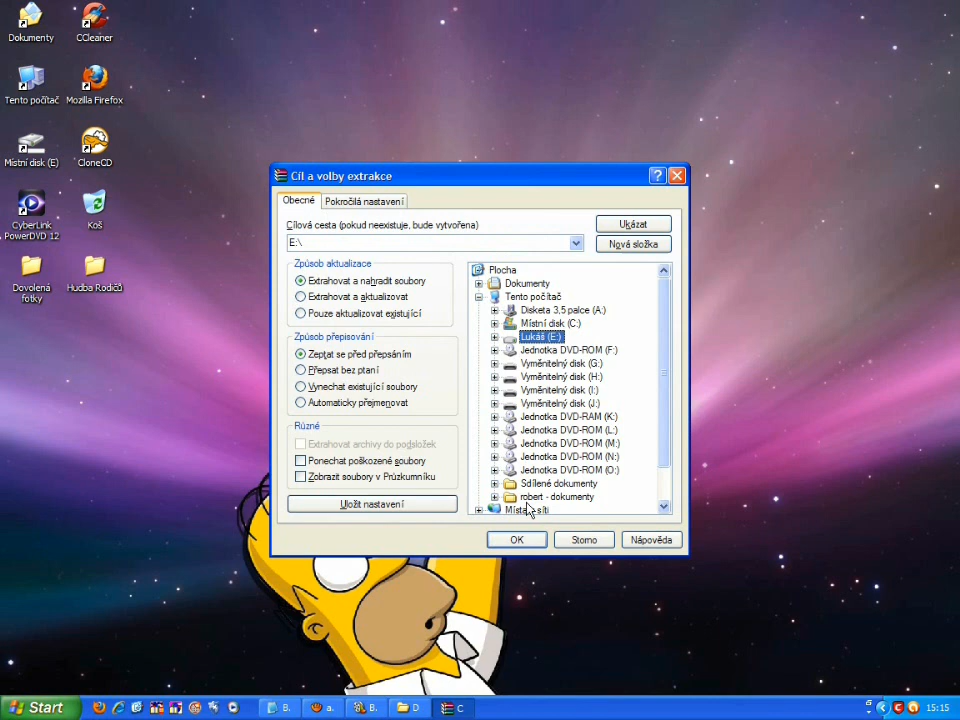 Dokumenty
CCleaner
Tento počítač
Mozilla Firefox
Místní disk (E)
CloneCD
CyberLink
PowerDVD 12
Koš
Dovolená
fotky
Hudba Rodičů
Cíl a volby extrakce
Obecné
Pokročilá nastavení
Cílová cesta (pokud neexistuje, bude vytvořena)
E:\
Ukázat
Nová složka
Způsob aktualizace
Extrahovat a nahradit soubory
Extrahovat a aktualizovat
Pouze aktualizovat existující
Způsob přepisování
Zeptat se před přepsáním
Přepsat bez ptaní
Vynechat existující soubory
Automaticky přejmenovat
Různé
Extrahovat archivy do podsložek
Ponechat poškozené soubory
Zobrazit soubory v Průzkumníku
Uložit nastavení
Plocha
Dokumenty
Tento počítač
Disketa 3,5 palce (A:)
Místní disk (C:)
Lukáš (E:)
Jednotka DVD-ROM (F:)
Vyměnitelný disk (G:)
Vyměnitelný disk (H:)
Vyměnitelný disk (I:)
Vyměnitelný disk (J:)
Jednotka DVD-RAM (K:)
Jednotka DVD-ROM (L:)
Jednotka DVD-ROM (M:)
Jednotka DVD-ROM (N:)
Jednotka DVD-ROM (O:)
Sdílené dokumenty
robert - dokumenty
Místa v síti
OK
Storno
Nápověda
Start
B.
a.
B.
D
C
15:15